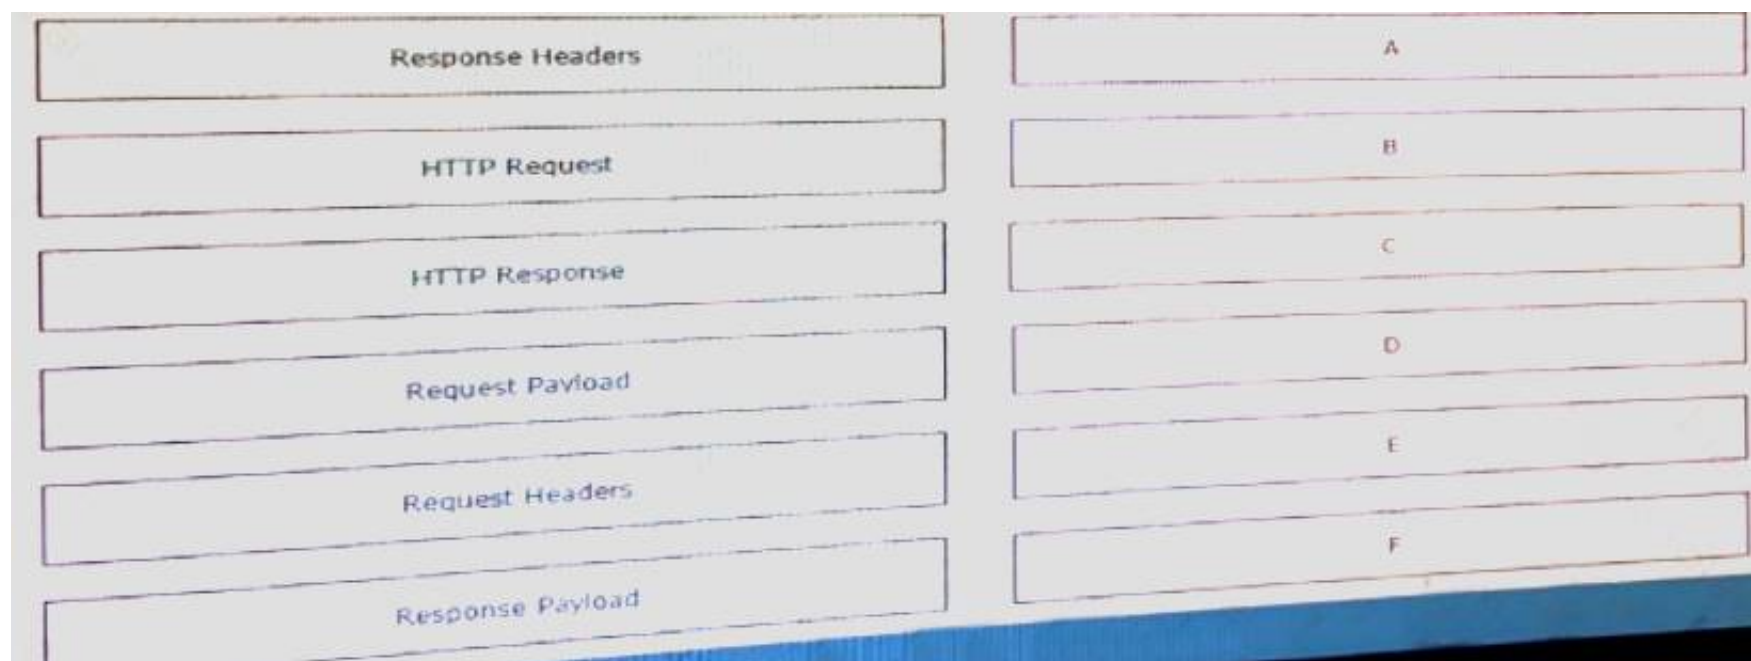 Response Headers
A
HTTP Request
B
HTTP Response
C
Request Payload
D
Request Headers
E
Response Payload
F